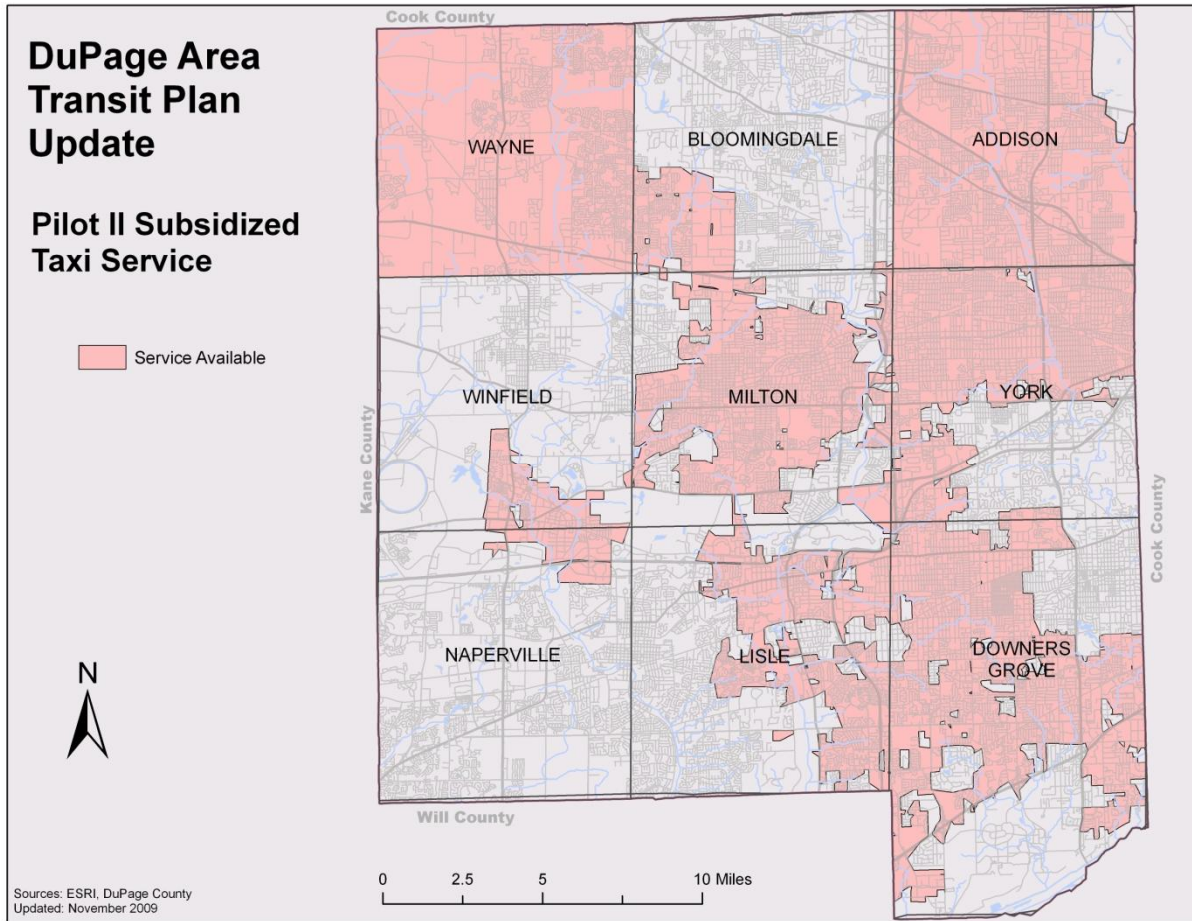 DuPage Area
Transit Plan
Update
Pilot II Subsidized
Taxi Service
Service Available
Cook County
WAYNE
BLOOMINGDALE
ADDISON
WINFIELD
MILTON
YORK
Kane County
Cook County
NAPERVILLE
LISLE
DOWNERS
GROVE
N
Will County
0 2.5 5 10 Miles
Sources: ESRI, DuPage County
Updated: November 2009